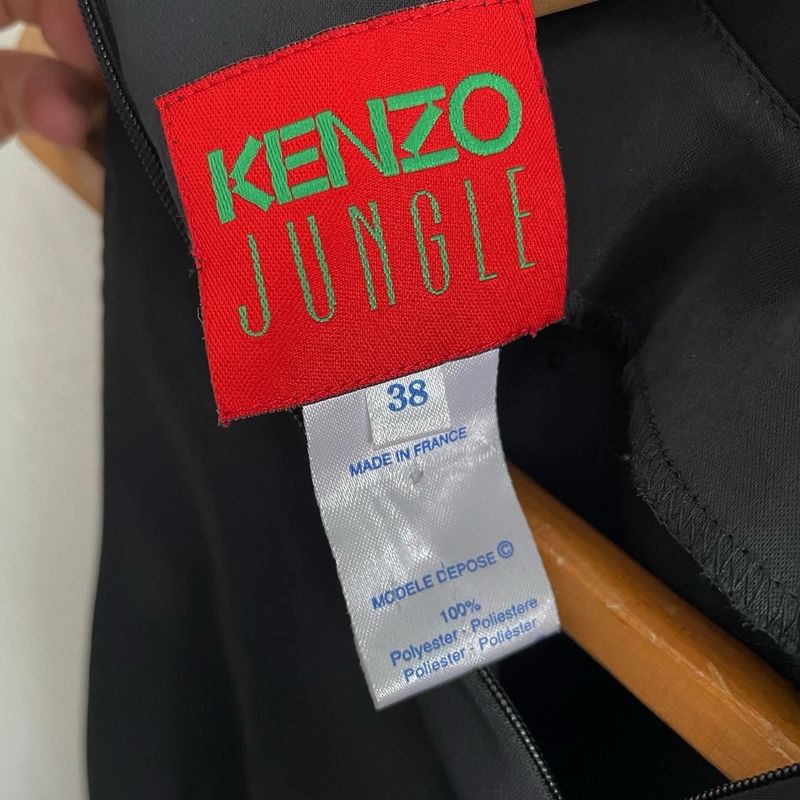 KENZO
JUNGLE
38
MADE IN FRANCE
MODELE DEPOSE ©
100%
Polyester · Poliestere
Poliester · Poliéster